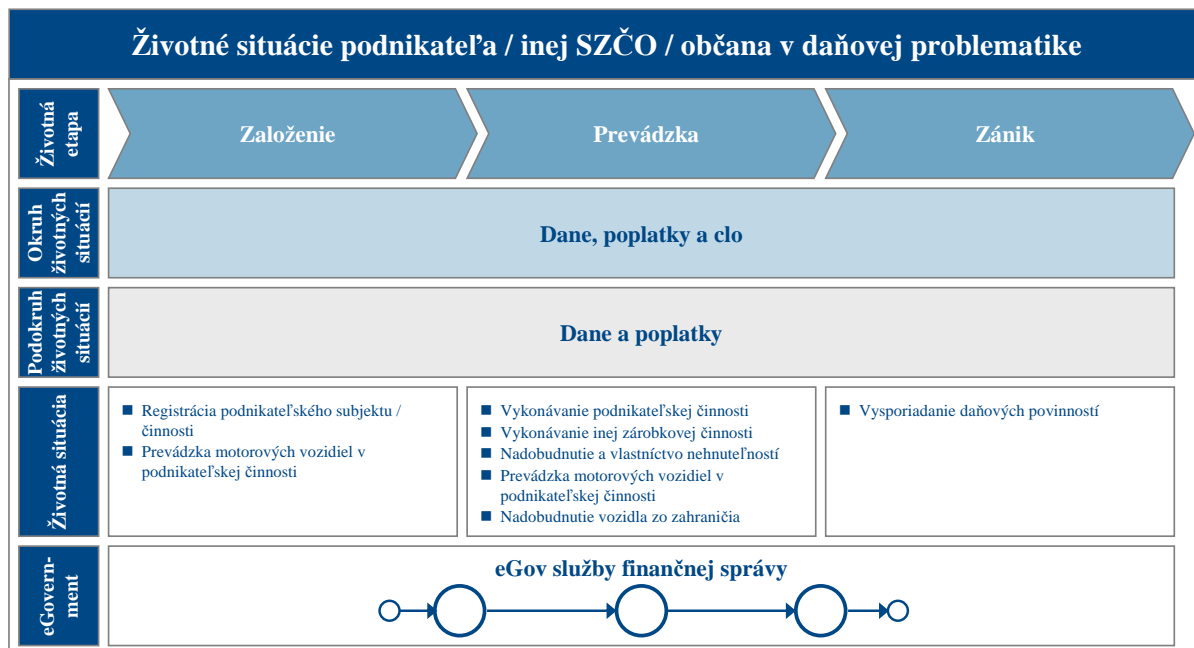 Životné situácie podnikateľa / inej SZČO / občana v daňovej problematike
Životná
etapa
Založenie
Prevádzka
Zánik
Okruh
životných
situácií
Dane, poplatky a clo
Podokruh
životných
situácií
Dane a poplatky
Životná situácia
■ Registrácia podnikateľského subjektu /
činnosti
■ Prevádzka motorových vozidiel v
podnikateľskej činnosti
■ Vykonávanie podnikateľskej činnosti
■ Vykonávanie inej zárobkovej činnosti
■ Nadobudnutie a vlastníctvo nehnuteľností
■ Prevádzka motorových vozidiel v
podnikateľskej činnosti
■ Nadobudnutie vozidla zo zahraničia
■ Vysporiadanie daňových povinností
eGovern-
ment
eGov služby finančnej správy